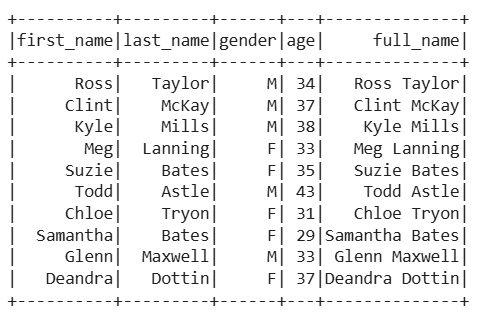 +----------+---------+------+---+--------------+
|first_name|last_name|gender|age|     full_name|
+----------+---------+------+---+--------------+
|      Ross|   Taylor|     M| 34|   Ross Taylor|
|     Clint|    McKay|     M| 37|   Clint McKay|
|      Kyle|    Mills|     M| 38|    Kyle Mills|
|       Meg|  Lanning|     F| 33|   Meg Lanning|
|     Suzie|    Bates|     F| 35|   Suzie Bates|
|      Todd|    Astle|     M| 43|    Todd Astle|
|     Chloe|    Tryon|     F| 31|   Chloe Tryon|
|  Samantha|    Bates|     F| 29|Samantha Bates|
|     Glenn|  Maxwell|     M| 33| Glenn Maxwell|
|   Deandra|   Dottin|     F| 37|Deandra Dottin|
+----------+---------+------+---+--------------+